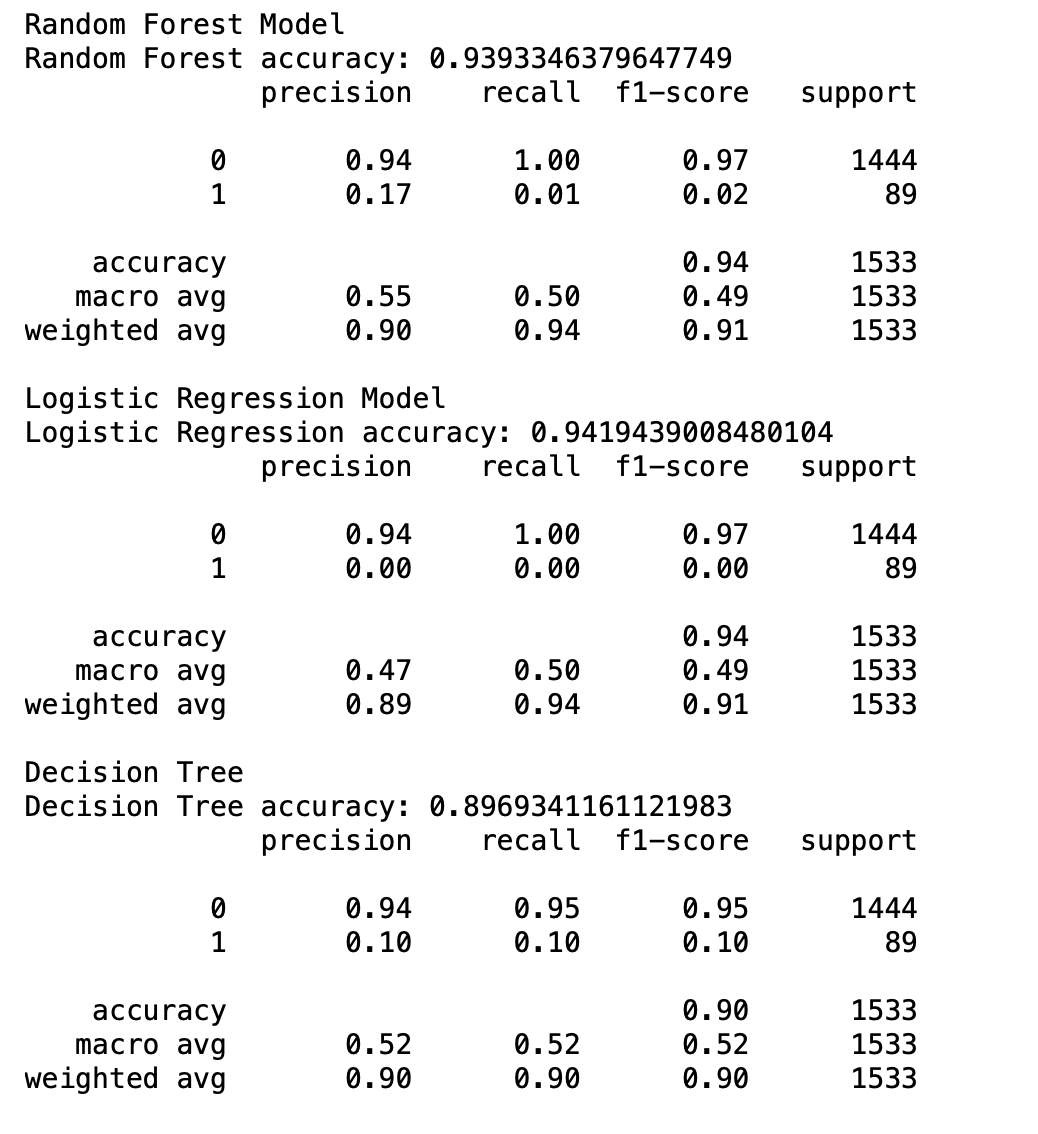 Random Forest Model
Random Forest accuracy: 0.9393346379647749
precision recall f1-score support
0 0.94 1.00 0.97 1444
1 0.17 0.01 0.02 89
accuracy 0.94 1533
macro avg 0.55 0.50 0.49 1533
weighted avg 0.90 0.94 0.91 1533
Logistic Regression Model
Logistic Regression accuracy: 0.9419439008480104
precision recall f1-score support
0 0.94 1.00 0.97 1444
1 0.00 0.00 0.00 89
accuracy 0.94 1533
macro avg 0.47 0.50 0.49 1533
weighted avg 0.89 0.94 0.91 1533
Decision Tree
Decision Tree accuracy: 0.8969341161121983
precision recall f1-score support
0 0.94 0.95 0.95 1444
1 0.10 0.10 0.10 89
accuracy 0.90 1533
macro avg 0.52 0.52 0.52 1533
weighted avg 0.90 0.90 0.90 1533